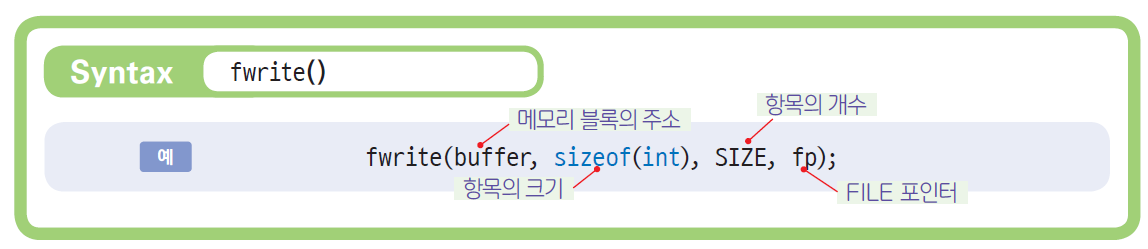 Syntax fwrite()
메모리 블록의 주소
항목의 개수
예 fwrite(buffer, sizeof(int), SIZE, fp);
항목의 크기
FILE 포인터